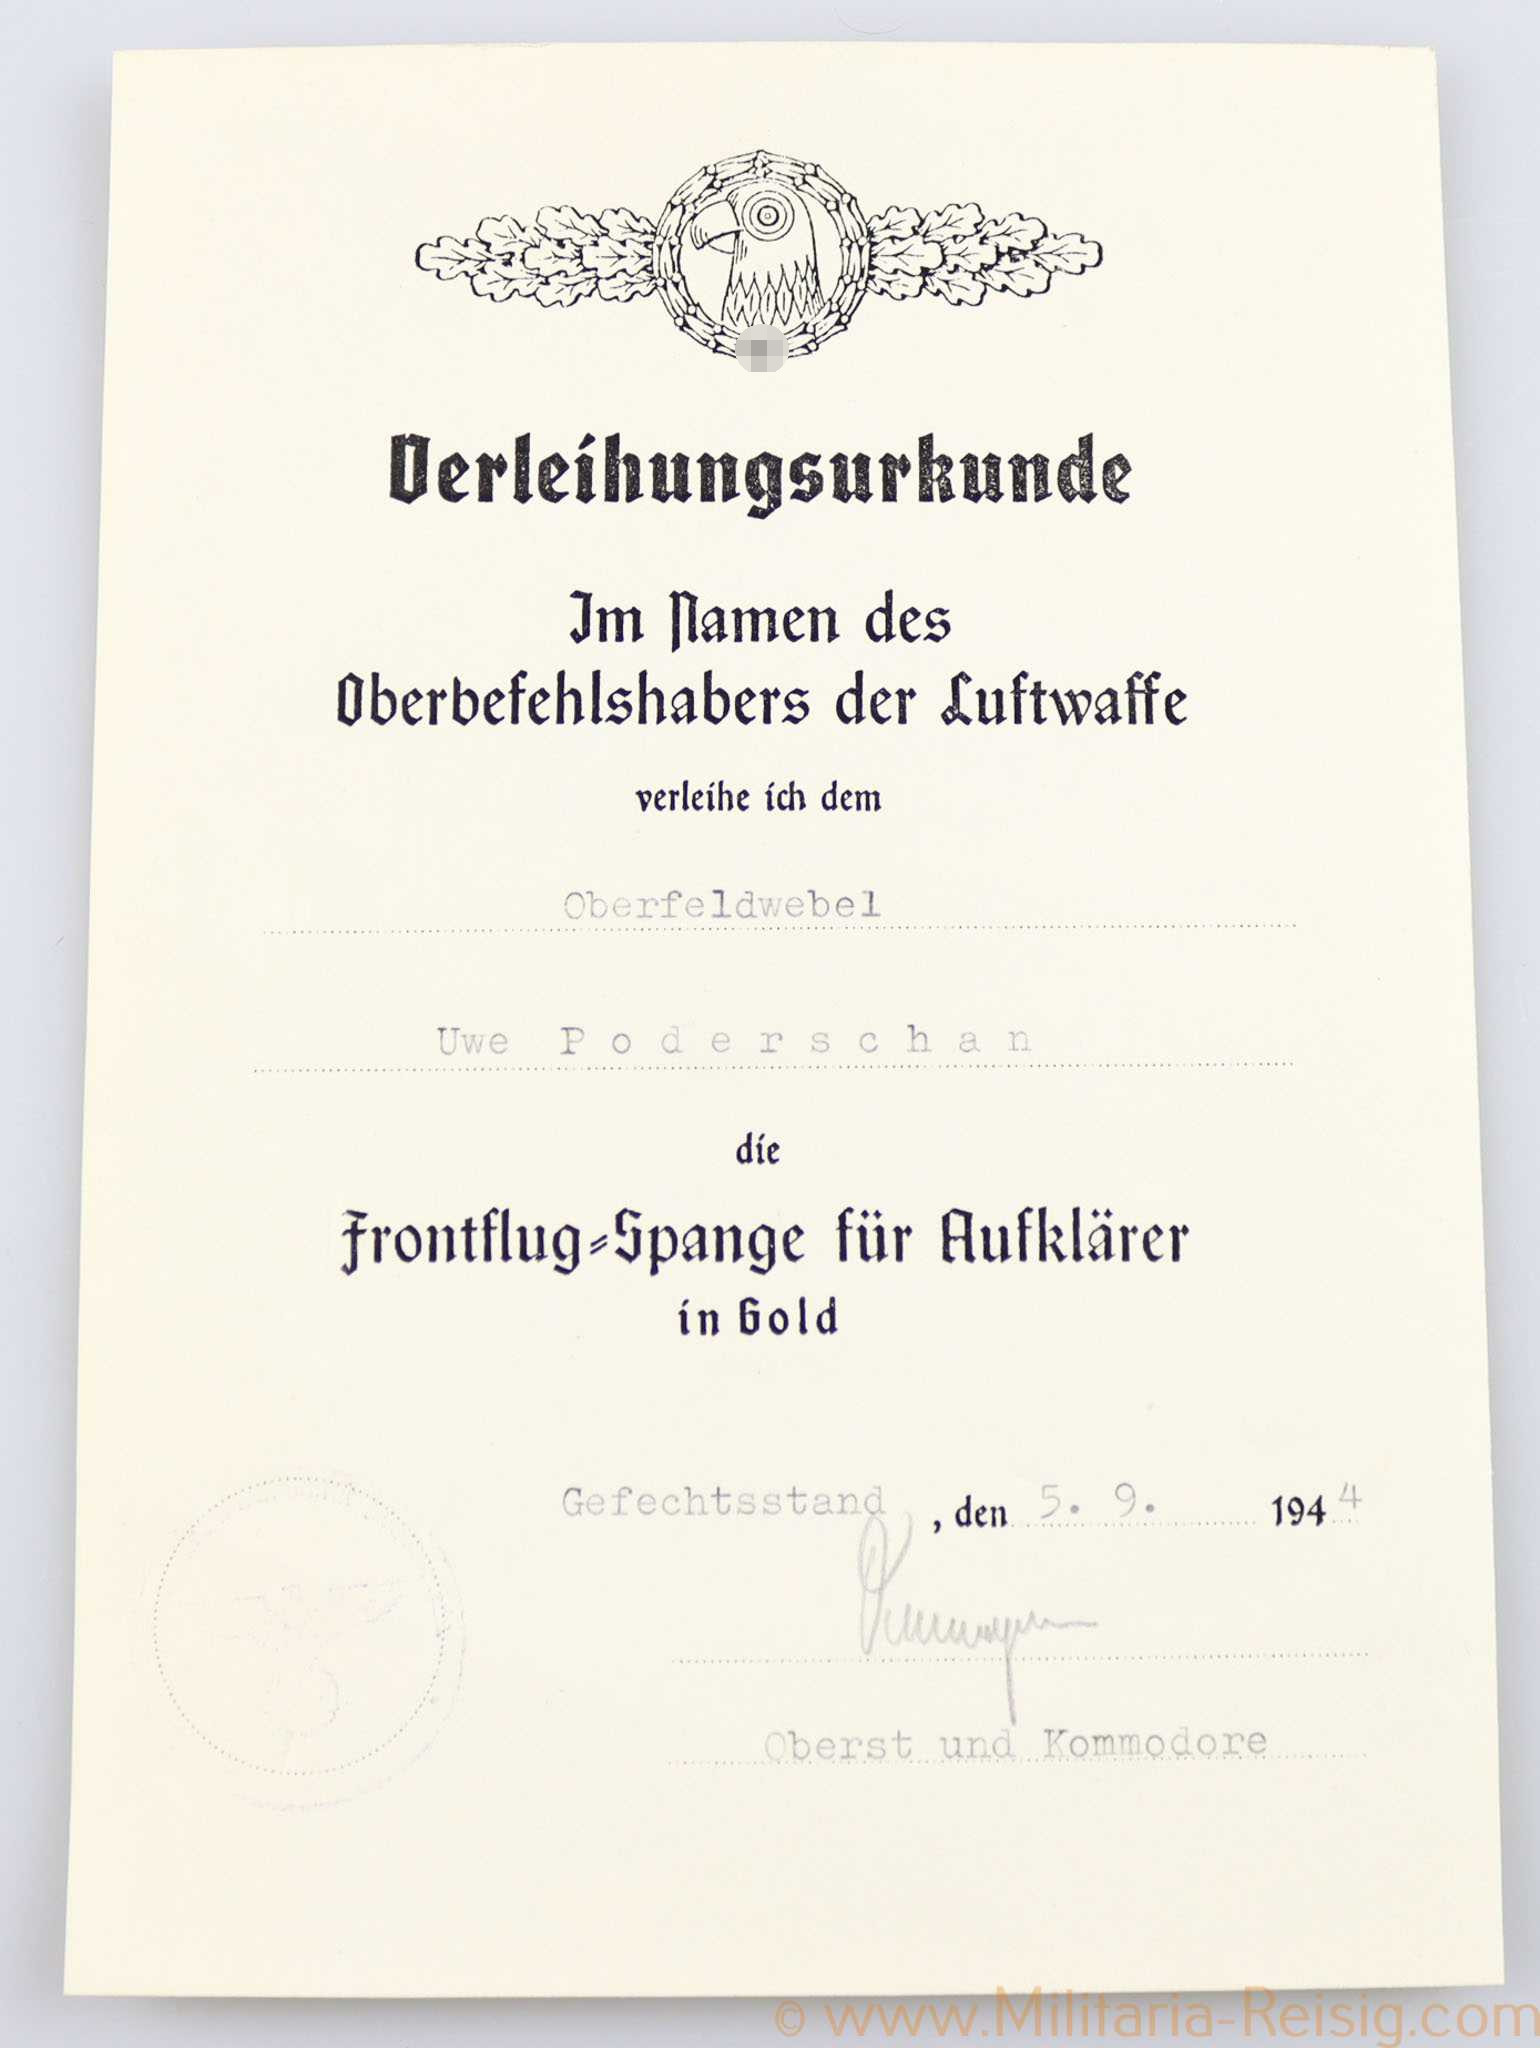 Verleihungsurkunde
Im Namen des
Oberbefehlshabers der Luftwaffe
verleihe ich dem
Oberfeldwebel
Uwe Poderschan
die
Frontflug-Spange für Aufklärer
in Gold
Gefechtsstand, den 5. 9. 1944
Oberst und Kommodore
© www.Militaria-Reisig.com